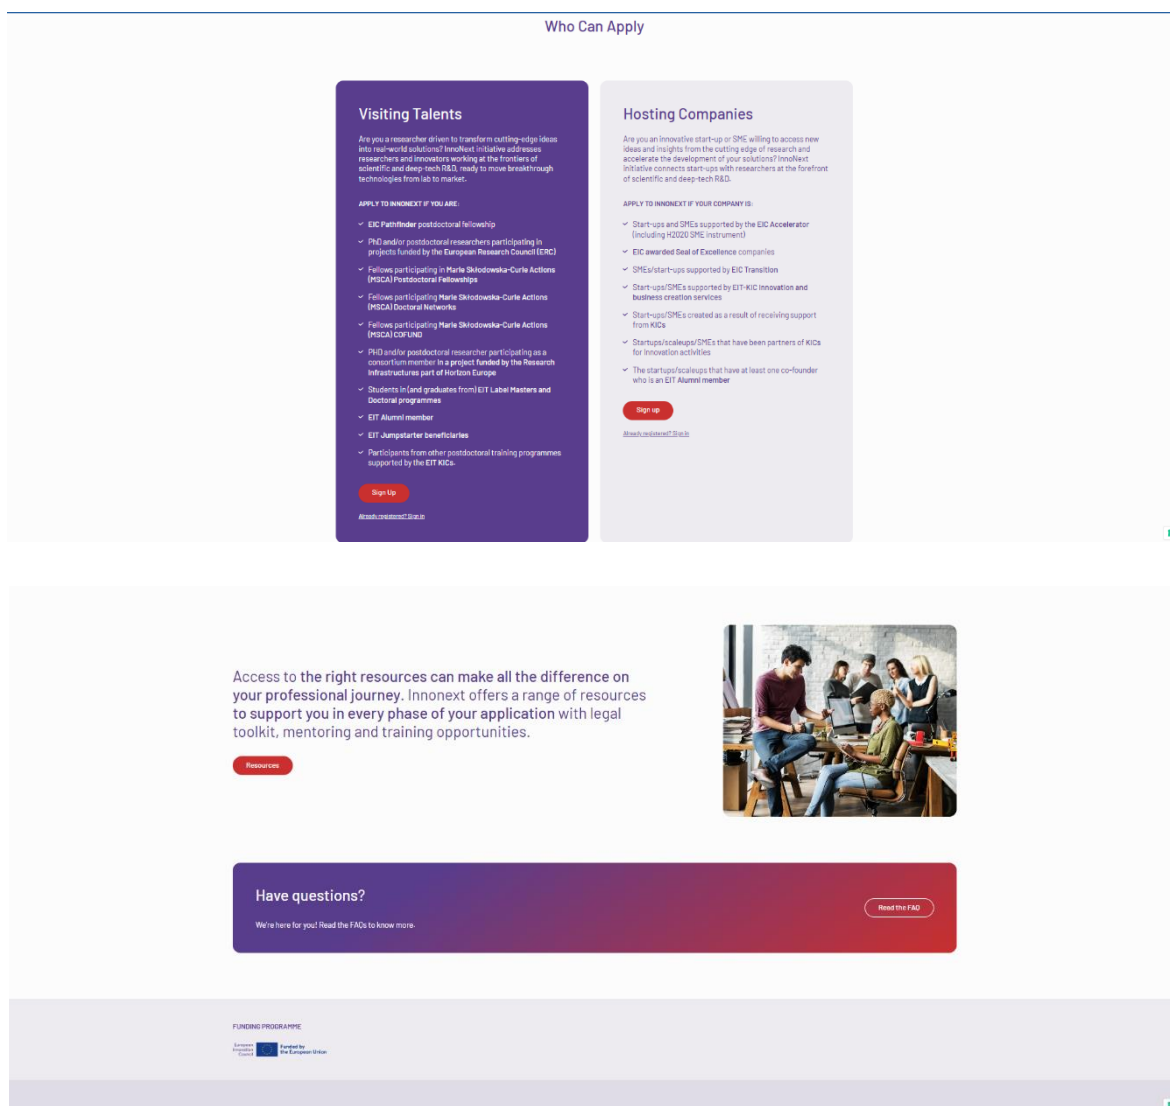 Who Can Apply
Visiting Talents
Are you a researcher driven to transform cutting-edge ideas
into real-world solutions? InnoNext initiative addresses
researchers and innovators working at the frontiers of
scientific and deep-tech R&D, ready to move breakthrough
technologies from lab to market.
APPLY TO INNONEXT IF YOU ARE:
EIC Pathfinder postdoctoral fellowship
PhD and/or postdoctoral researchers participating in
projects funded by the European Research Council (ERC)
Fellows participating in Marie Skłodowska-Curie Actions
(MSCA) Postdoctoral Fellowships
Fellows participating Marie Skłodowska-Curie Actions
(MSCA) Doctoral Networks
Fellows participating Marie Skłodowska-Curie Actions
(MSCA) COFUND
PHD and/or postdoctoral researcher participating as a
consortium member in a project funded by the Research
Infrastructures part of Horizon Europe
Students in (and graduates from) EIT Label Masters and
Doctoral programmes
EIT Alumni member
EIT Jumpstarter beneficiaries
Participants from other postdoctoral training programmes
supported by the EIT KICs.
Sign Up
Already registered? Sign in
Hosting Companies
Are you an innovative start-up or SME willing to access new
ideas and insights from the cutting edge of research and
accelerate the development of your solutions? InnoNext
initiative connects start-ups with researchers at the forefront
of scientific and deep-tech R&D.
APPLY TO INNONEXT IF YOUR COMPANY IS:
Start-ups and SMEs supported by the EIC Accelerator
(including H2020 SME instrument)
EIC awarded Seal of Excellence companies
SMEs/start-ups supported by EIC Transition
Start-ups/SMEs supported by EIT-KIC innovation and
business creation services
Start-ups/SMEs created as a result of receiving support
from KICs
Startups/scaleups/SMEs that have been partners of KICs
for Innovation activities
The startups/scaleups that have at least one co-founder
who is an EIT Alumni member
Sign up
Already registered? Sign in
Access to the right resources can make all the difference on
your professional journey. Innonext offers a range of resources
to support you in every phase of your application with legal
toolkit, mentoring and training opportunities.
Resources
Have questions?
We're here for you! Read the FAQs to know more.
Read the FAQ
FUNDING PROGRAMME
European
Innovation
Council
Funded by
the European Union